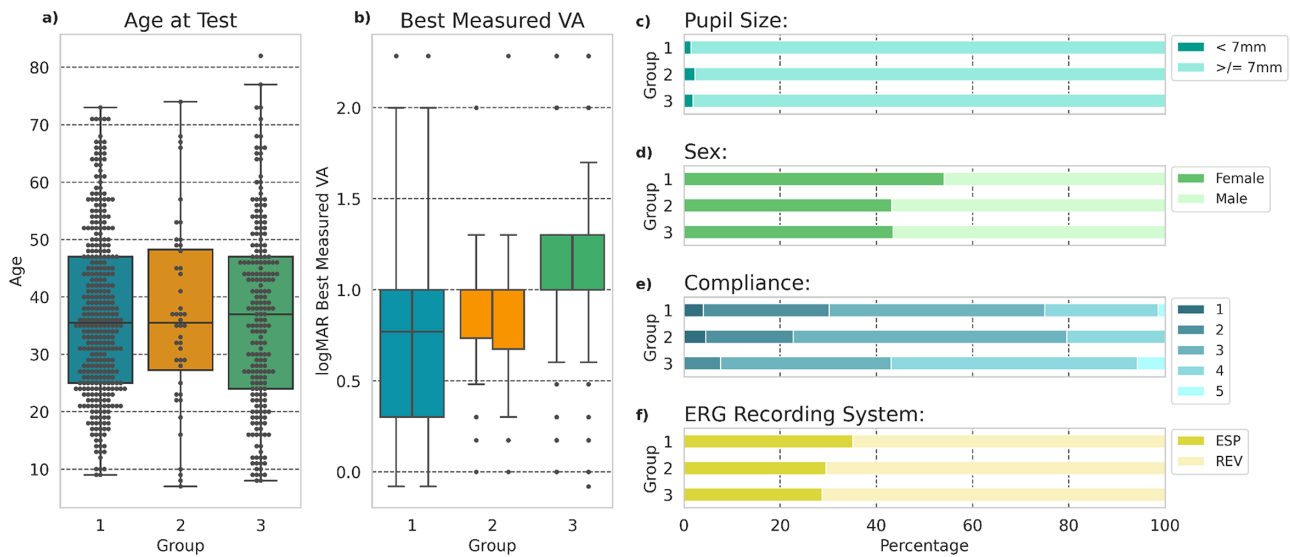 a) Age at Test
Age
80
70
60
50
40
30
20
10
1 2 3
Group
b) Best Measured VA
logMAR Best Measured VA
2.0
1.5
1.0
0.5
0.0
1 2 3
Group
c) Pupil Size:
Group
1
2
3
< 7mm
>/= 7mm
d) Sex:
Group
1
2
3
Female
Male
e) Compliance:
Group
1
2
3
1
2
3
4
5
f) ERG Recording System:
Group
1
2
3
ESP
REV
0 20 40 60 80 100
Percentage